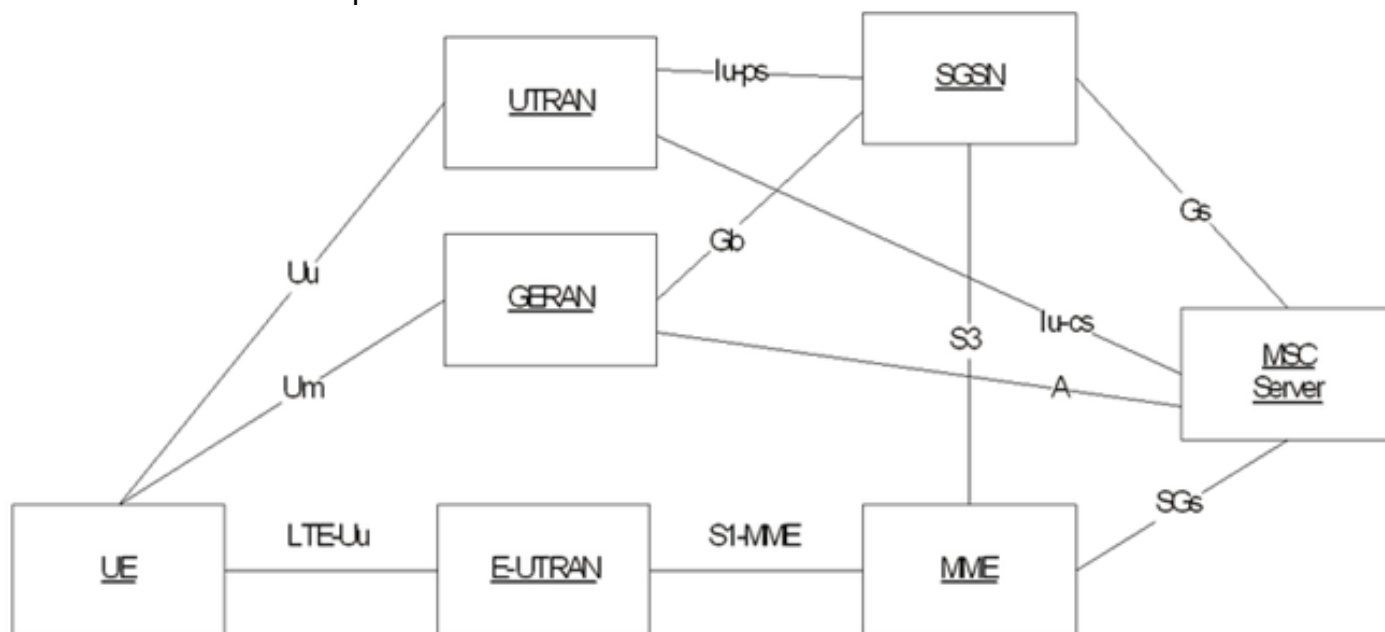 Iu-ps
SGSN
UTRAN
Gs
Gb
Uu
GERAN
Iu-cs
S3
MSC
Server
Um
A
SGs
LTE-Uu
S1-MME
UE
E-UTRAN
MME